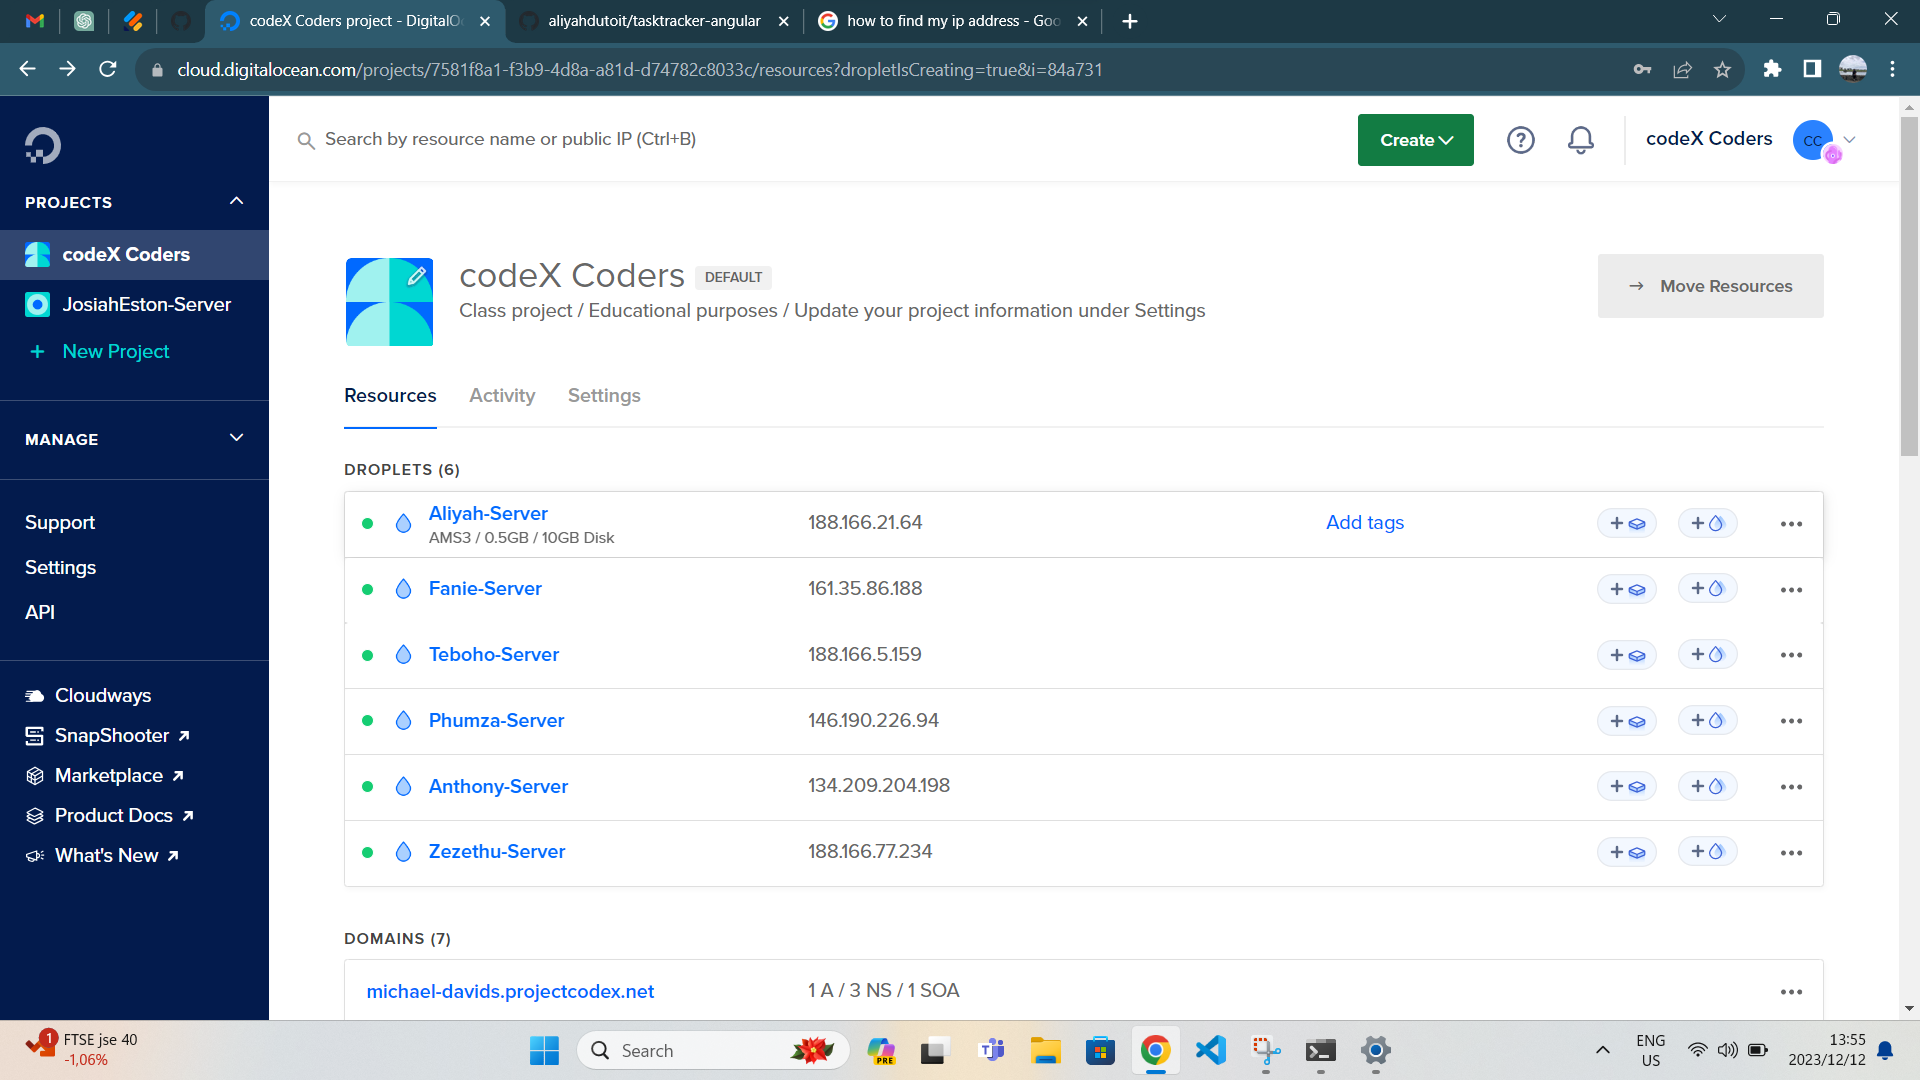 codeX Coders project - DigitalO
aliyahdutoit/tasktracker-angular
how to find my ip address - Goo
cloud.digitalocean.com/projects/7581f8a1-f3b9-4d8a-a81d-d74782c8033c/resources?dropletIsCreating=true&i=84a731
Search by resource name or public IP (Ctrl+B)
Create
codeX Coders
CC
PROJECTS
codeX Coders
JosiahEston-Server
+ New Project
MANAGE
Support
Settings
API
Cloudways
SnapShooter
Marketplace
Product Docs
What's New
codeX Coders DEFAULT
Class project / Educational purposes / Update your project information under Settings
→ Move Resources
Resources Activity Settings
DROPLETS (6)
Aliyah-Server 188.166.21.64 Add tags
AMS3 / 0.5GB / 10GB Disk
Fanie-Server 161.35.86.188
Teboho-Server 188.166.5.159
Phumza-Server 146.190.226.94
Anthony-Server 134.209.204.198
Zezethu-Server 188.166.77.234
DOMAINS (7)
michael-davids.projectcodex.net 1 A / 3 NS / 1 SOA
1
FTSE jse 40
-1,06%
Search
PRE
ENG
US
13:55
2023/12/12